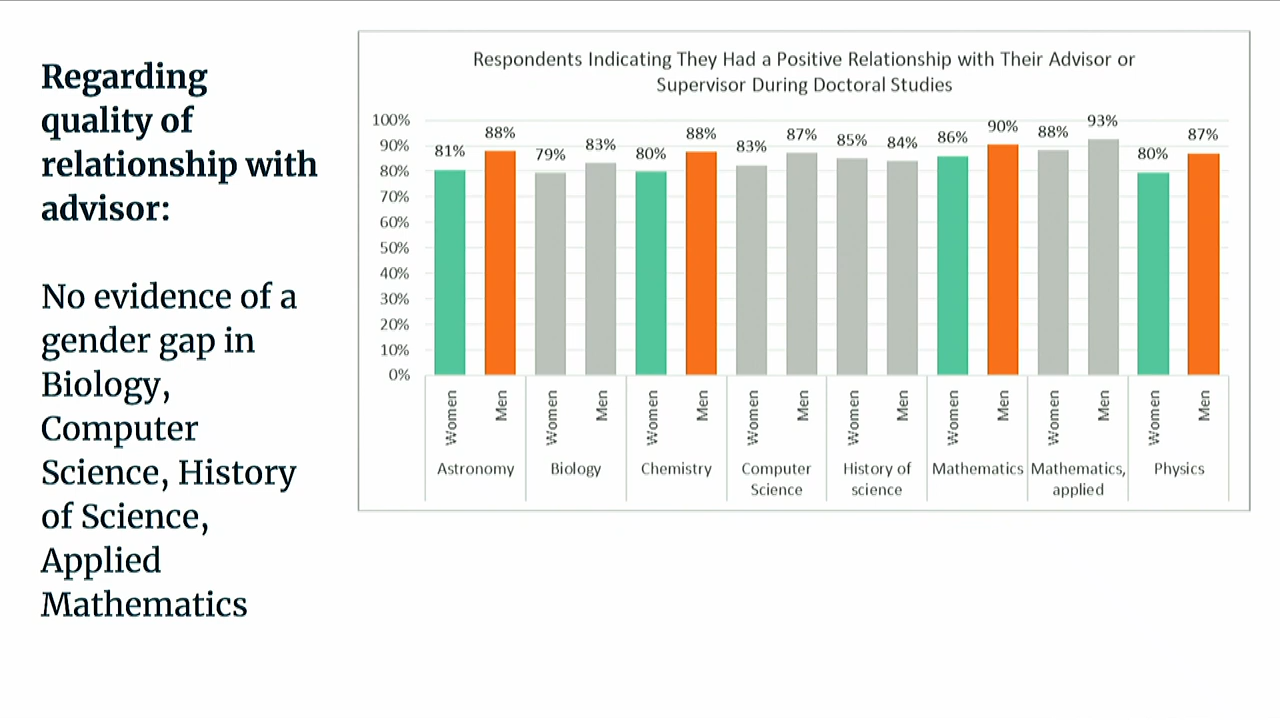 Regarding
quality of
relationship with
advisor:
No evidence of a
gender gap in
Biology,
Computer
Science, History
of Science,
Applied
Mathematics
Respondents Indicating They Had a Positive Relationship with Their Advisor or
Supervisor During Doctoral Studies
100%
90%
80%
70%
60%
50%
40%
30%
20%
10%
0%
81% 88% 79% 83% 80% 88% 83% 87% 85% 84% 86% 90% 88% 93% 80% 87%
Women Men Women Men Women Men Women Men Women Men Women Men Women Men Women Men
Astronomy Biology Chemistry Computer History of Mathematics Mathematics, Physics
Science science applied